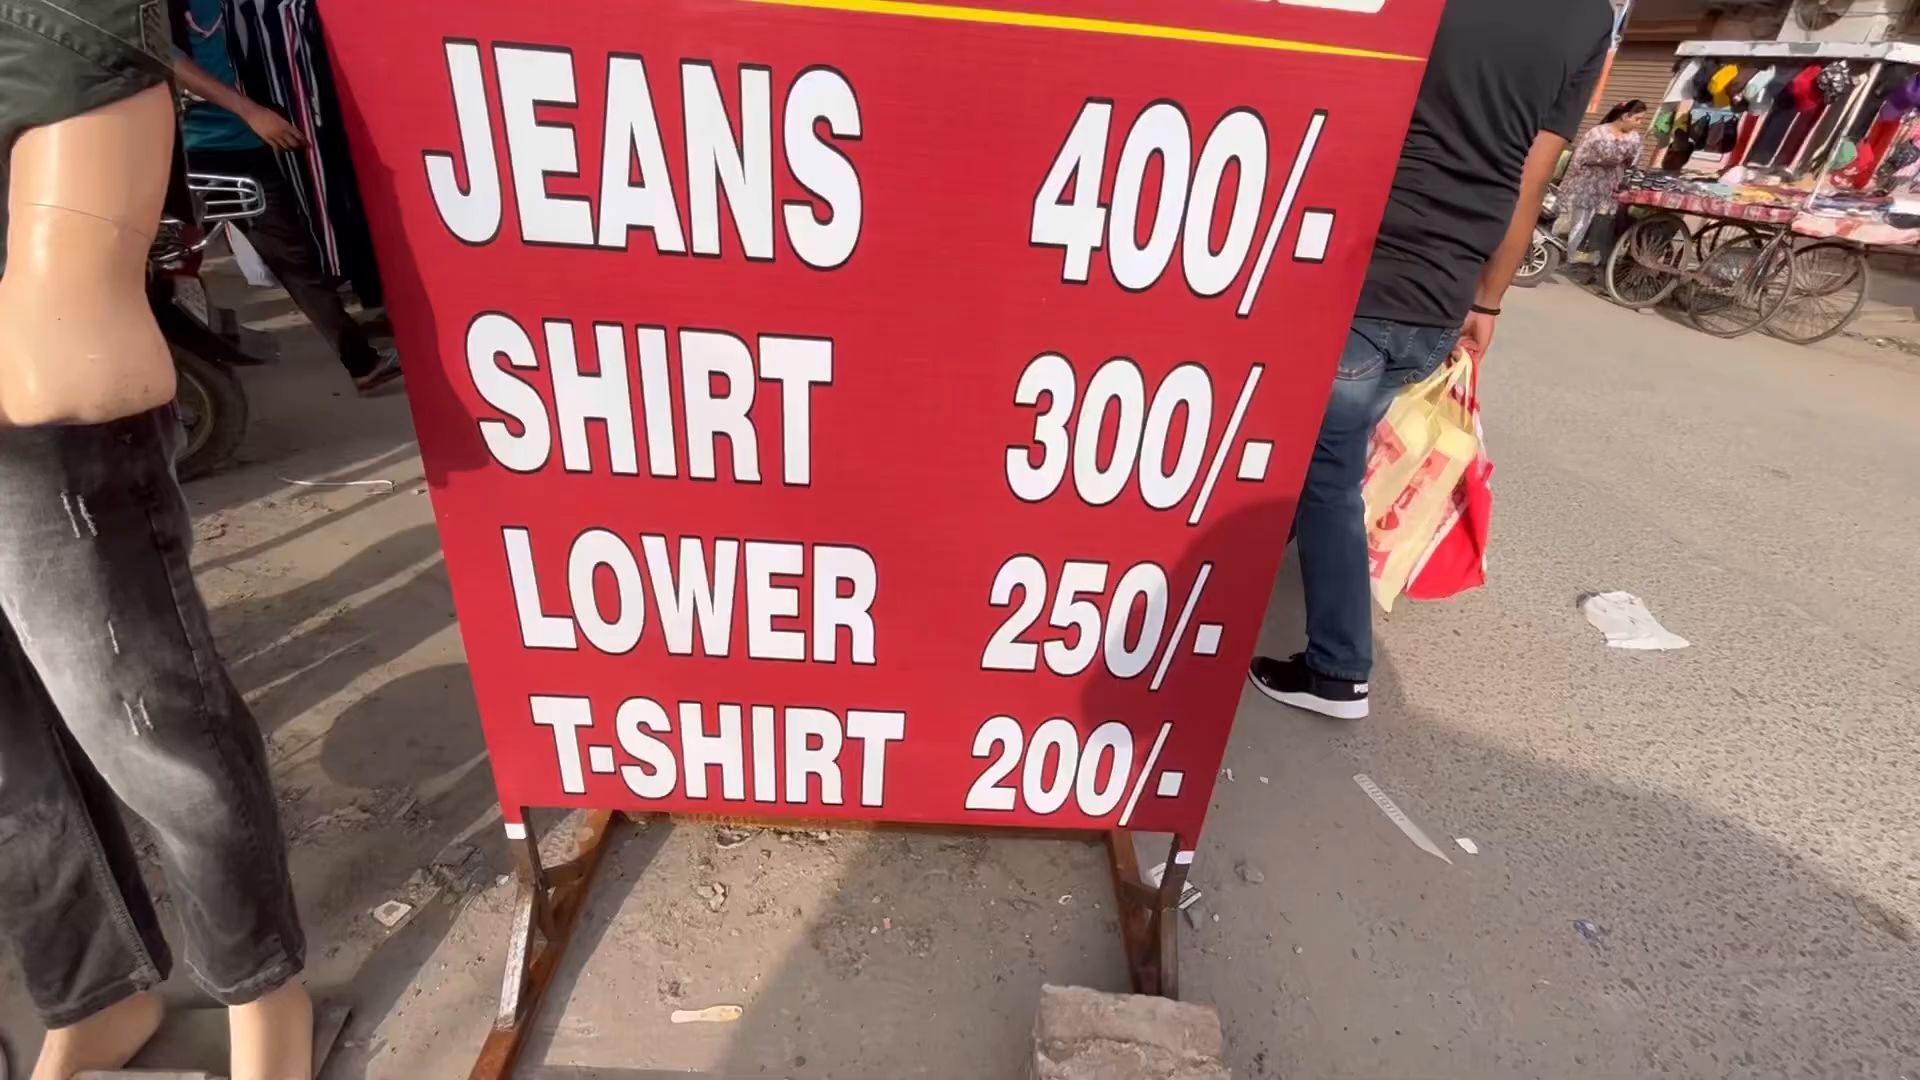 JEANS 400/-
SHIRT 300/-
LOWER 250/-
T-SHIRT 200/-